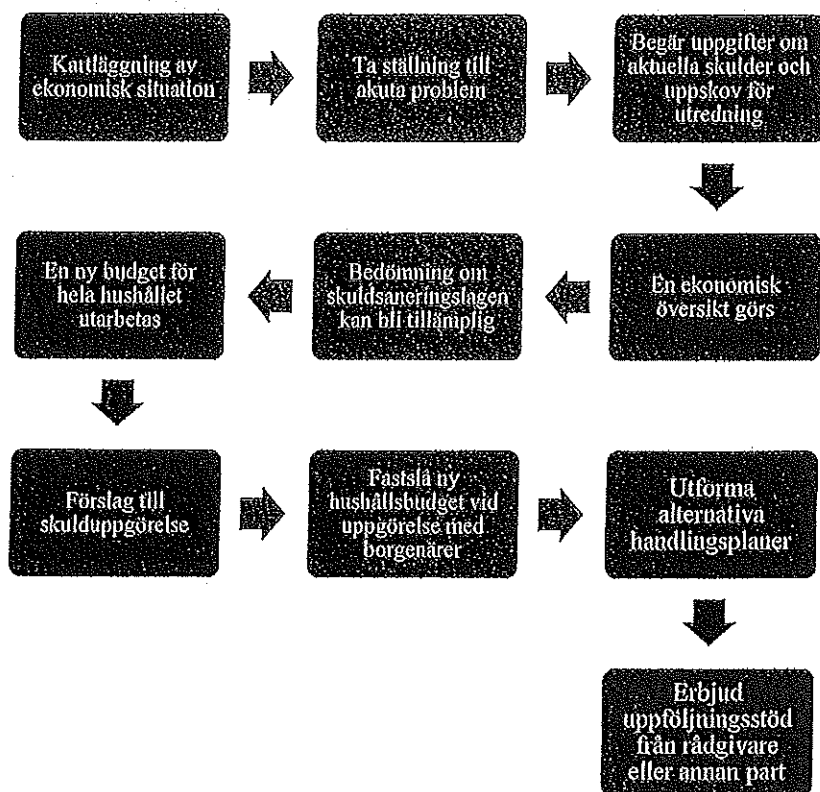 Kartläggning av
ekonomisk situation
Ta ställning till
akuta problem
Begär uppgifter om
aktuella skulder och
uppskov för
utredning
En ekonomisk
översikt görs
Bedömning om
skuldsaneringslagen
kan bli tillämplig
En ny budget för
hela hushållet
utarbetas
Förslag till
skulduppgörelse
Fastslå ny
hushållsbudget vid
uppgörelse med
borgenärer
Utforma
alternativa
handlingsplaner
Erbjud
uppföljningsstöd
från rådgivare
eller annan part